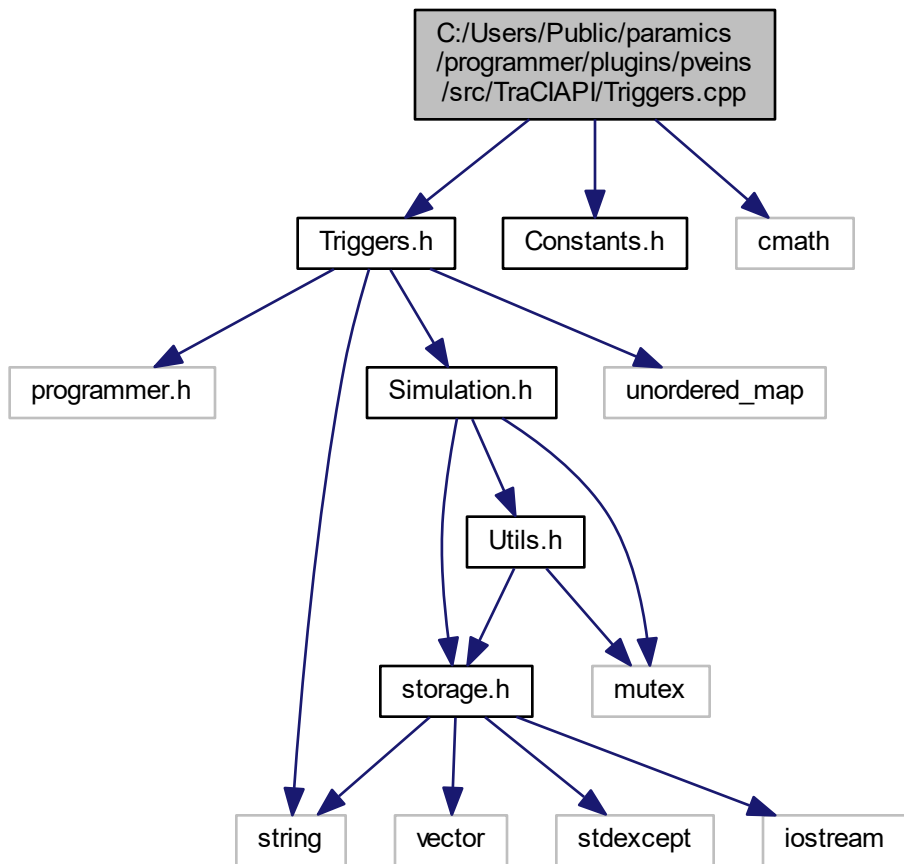 C:/Users/Public/paramics
/programmer/plugins/pveins
/src/TraCIAPI/Triggers.cpp
Triggers.h
Constants.h
cmath
programmer.h
Simulation.h
unordered_map
Utils.h
storage.h
mutex
string
vector
stdexcept
iostream